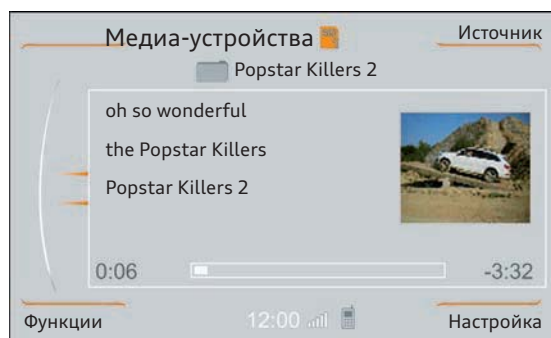 Медиа-устройства
Источник
Popstar Killers 2
oh so wonderful
the Popstar Killers
Popstar Killers 2
0:06
-3:32
Функции
12:00
Настройка